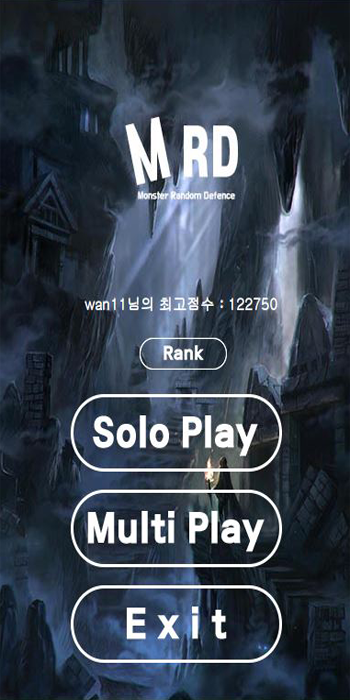 M RD
Monster Random Defence
wan11님의 최고점수 : 122750
Rank
Solo Play
Multi Play
Exit